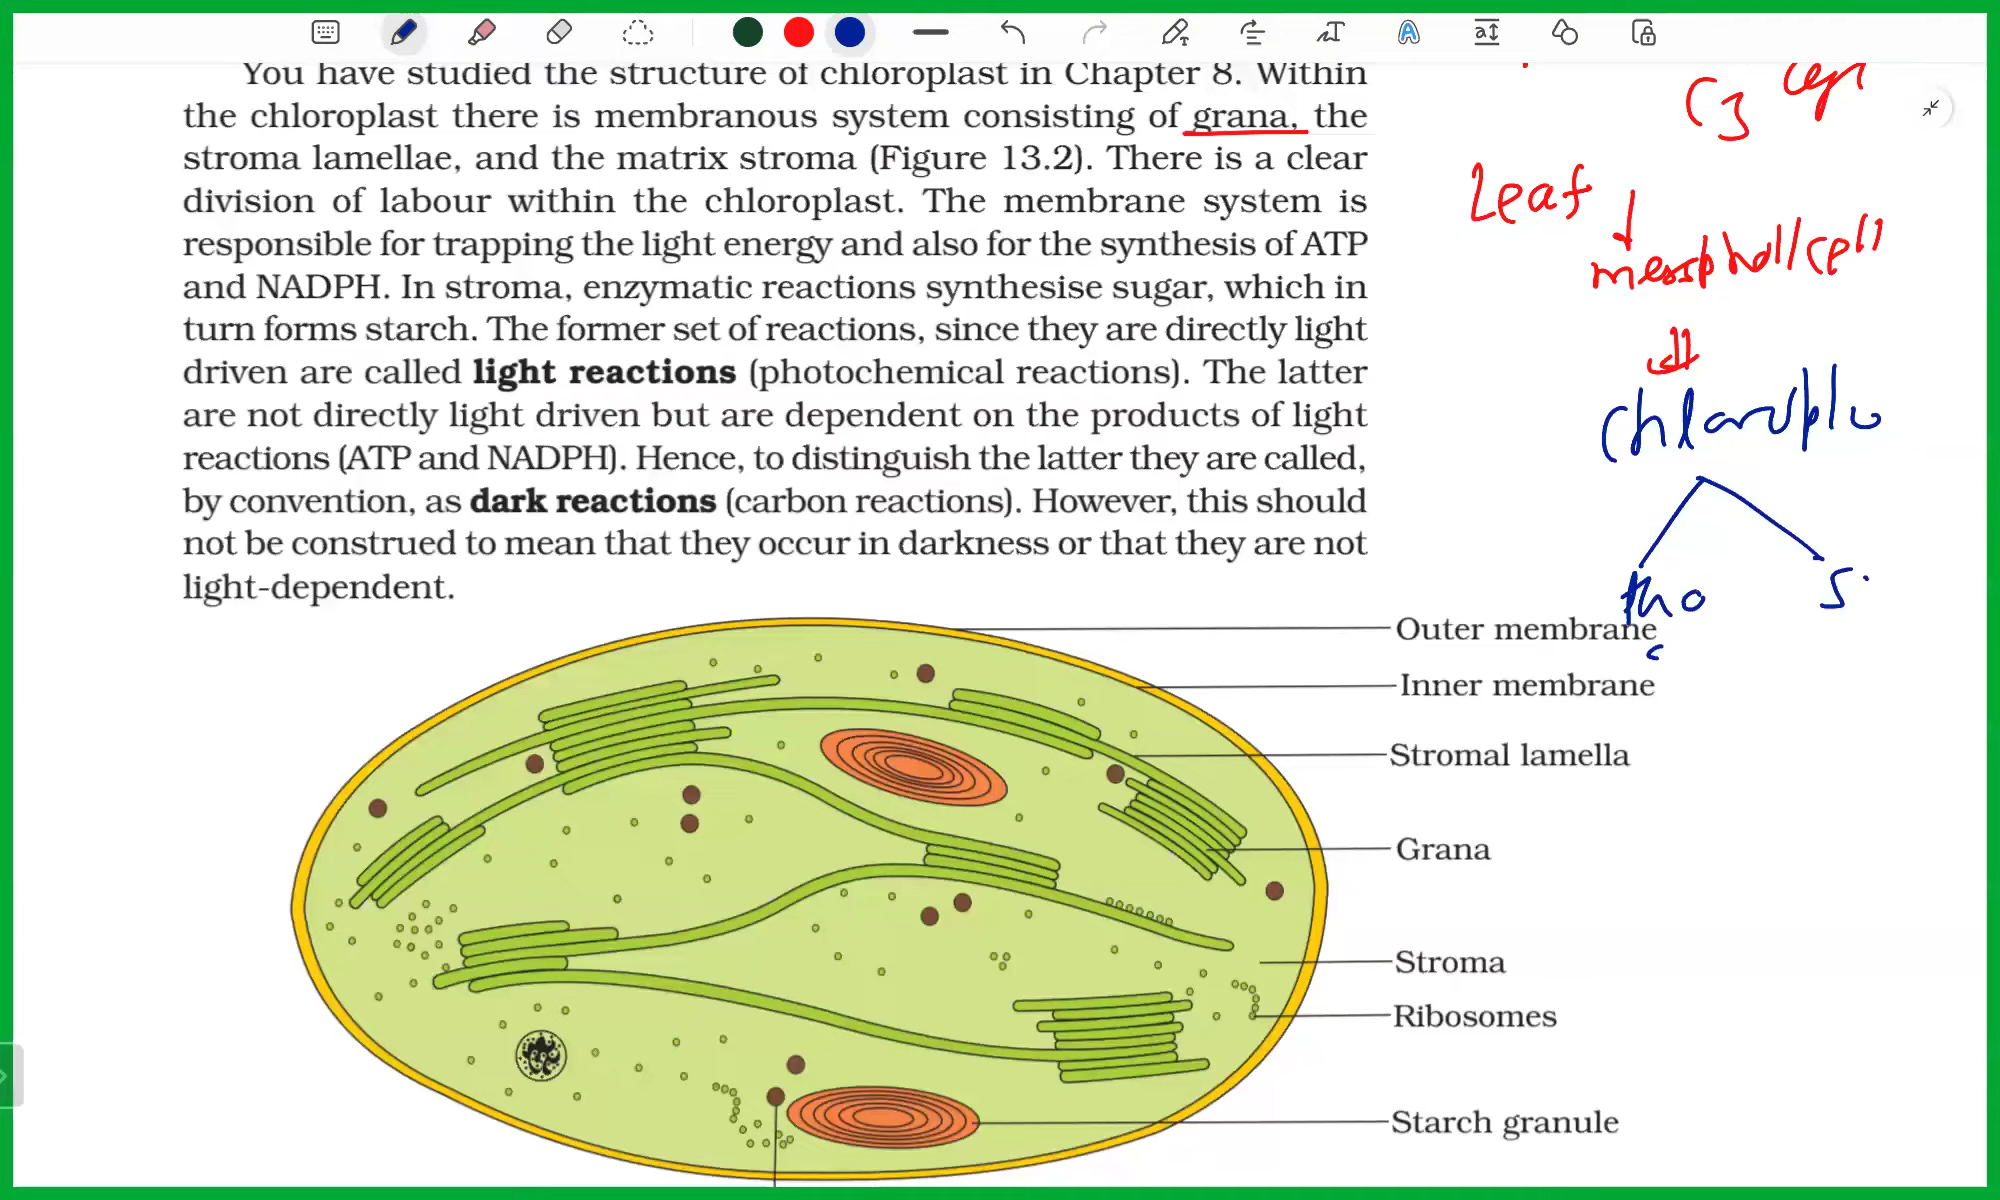 You have studied the structure of chloroplast in Chapter 8. Within
the chloroplast there is membranous system consisting of grana, the
stroma lamellae, and the matrix stroma (Figure 13.2). There is a clear
division of labour within the chloroplast. The membrane system is
responsible for trapping the light energy and also for the synthesis of ATP
and NADPH. In stroma, enzymatic reactions synthesise sugar, which in
turn forms starch. The former set of reactions, since they are directly light
driven are called light reactions (photochemical reactions). The latter
are not directly light driven but are dependent on the products of light
reactions (ATP and NADPH). Hence, to distinguish the latter they are called,
by convention, as dark reactions (carbon reactions). However, this should
not be construed to mean that they occur in darkness or that they are not
light-dependent.
C3
Leaf
Outer membrane
Inner membrane
Stromal lamella
Grana
Stroma
Ribosomes
Starch granule